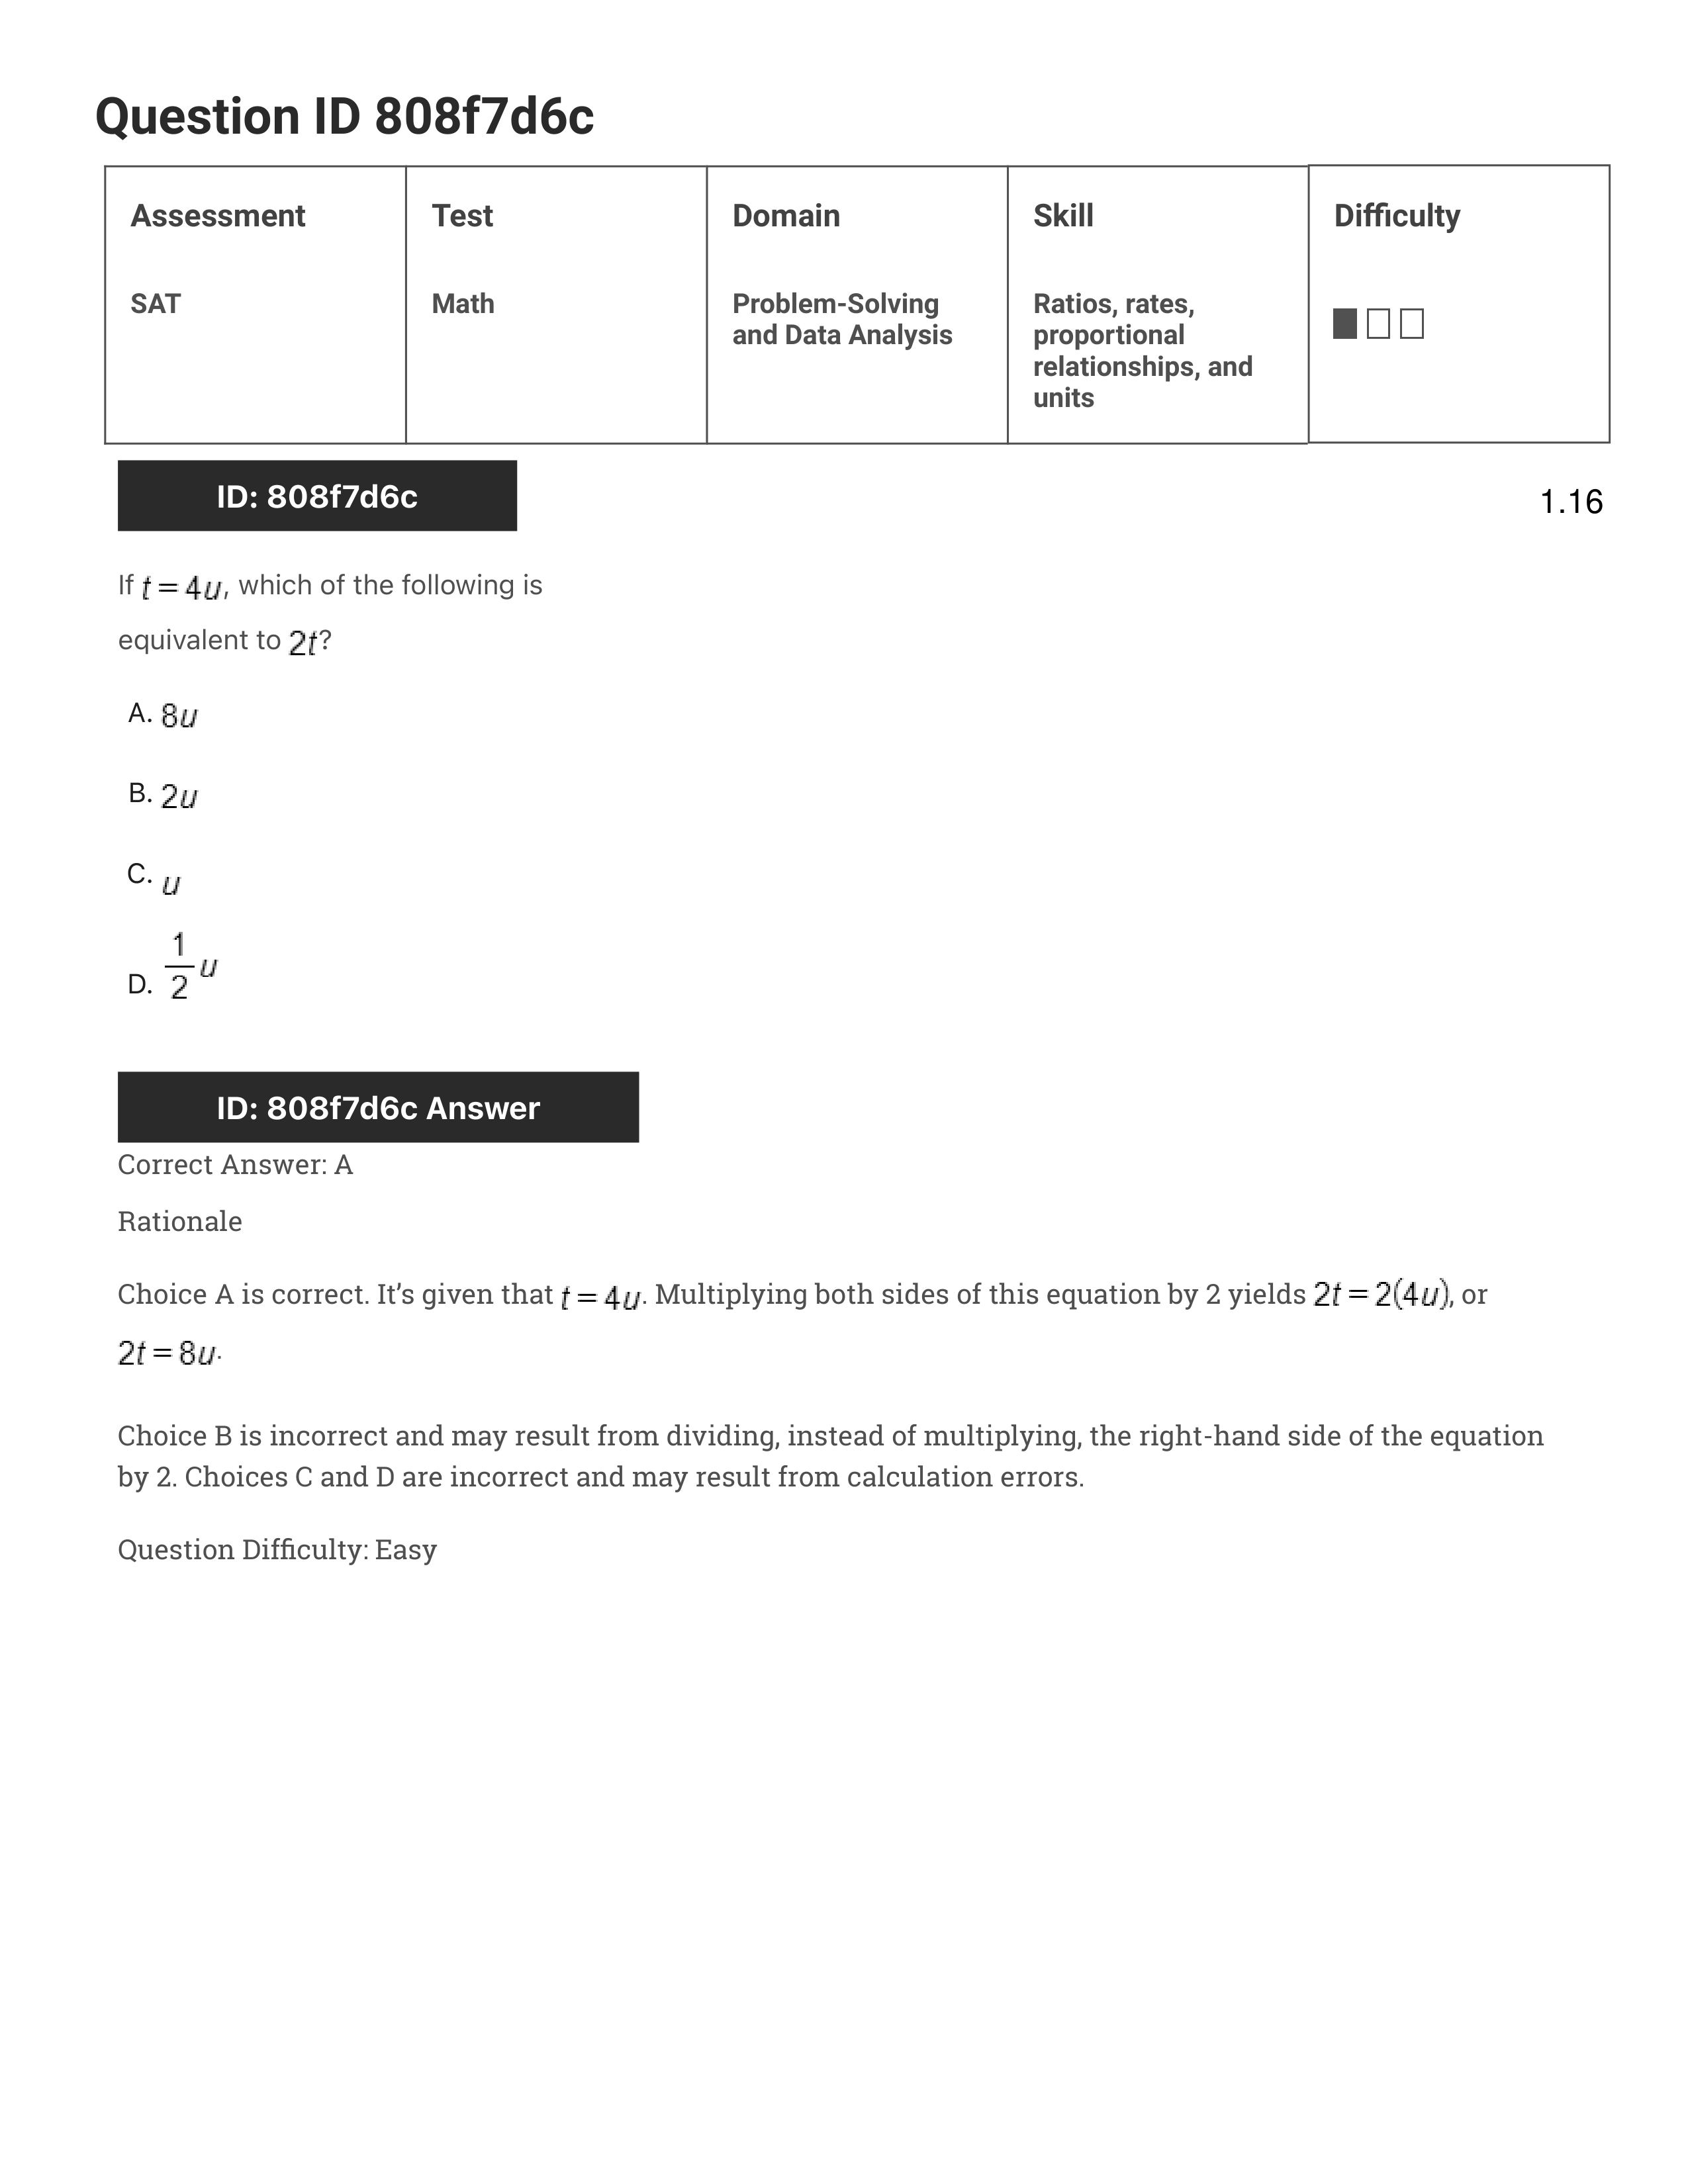 Question ID 808f7d6c
Assessment Test Domain Skill Difficulty
SAT Math Problem-Solving and Data Analysis Ratios, rates, proportional relationships, and units
ID: 808f7d6c
1.16
If t = 4u, which of the following is
equivalent to 2t?
A. 8u
B. 2u
C. u
D. 1/2 u
ID: 808f7d6c Answer
Correct Answer: A
Rationale
Choice A is correct. It’s given that t = 4u. Multiplying both sides of this equation by 2 yields 2t = 2(4u), or
2t = 8u.
Choice B is incorrect and may result from dividing, instead of multiplying, the right-hand side of the equation
by 2. Choices C and D are incorrect and may result from calculation errors.
Question Difficulty: Easy